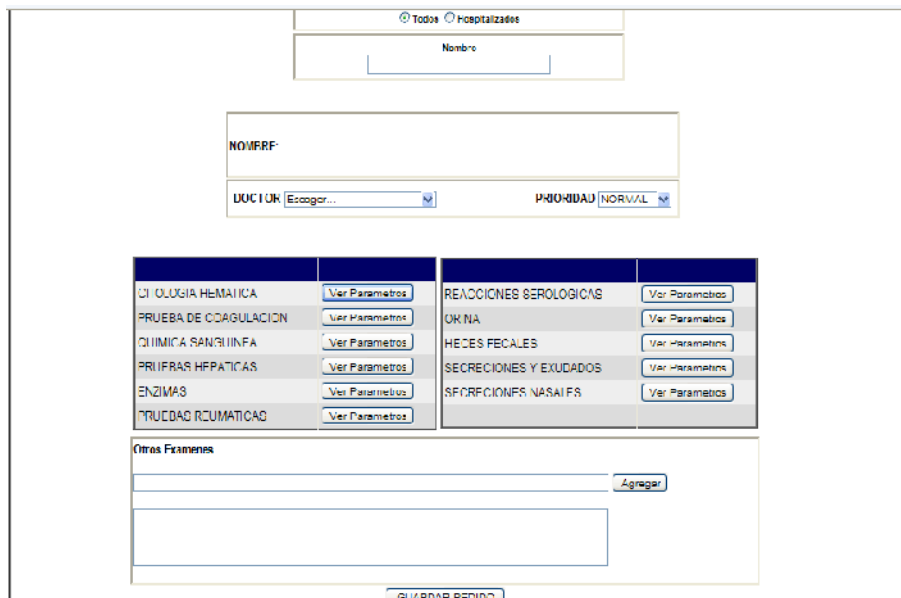 Todos Hospitalizados
Nombre
NOMBRE:
DOCTOR Escoger... PRIORIDAD NORMAL
CITOLOGIA HEMATICA Ver Parametros
PRUEBA DE COAGULACION Ver Parametros
QUIMICA SANGUINEA Ver Parametros
PRUEBAS HEPATICAS Ver Parametros
ENZIMAS Ver Parametros
PRUEBAS REUMATICAS Ver Parametros
REACCIONES SEROLOGICAS Ver Parametros
ORINA Ver Parametros
HECES FECALES Ver Parametros
SECRECIONES Y EXUDADOS Ver Parametros
SECRECIONES NASALES Ver Parametros
Otros Examenes
Agregar
GUARDAR PEDIDO